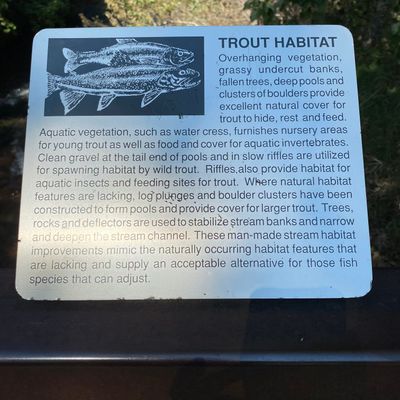 TROUT HABITAT
Overhanging vegetation,
grassy undercut banks,
fallen trees, deep pools and
clusters of boulders provide
excellent natural cover for
trout to hide, rest and feed.
Aquatic vegetation, such as water cress, furnishes nursery areas
for young trout as well as food and cover for aquatic invertebrates.
Clean gravel at the tail end of pools and in slow riffles are utilized
for spawning habitat by wild trout. Riffles, also provide habitat for
aquatic insects and feeding sites for trout. Where natural habitat
features are lacking, log plunges and boulder clusters have been
constructed to form pools and provide cover for larger trout. Trees,
rocks and deflectors are used to stabilize stream banks and narrow
and deepen the stream channel. These man-made stream habitat
improvements mimic the naturally occurring habitat features that
are lacking and supply an acceptable alternative for those fish
species that can adjust.